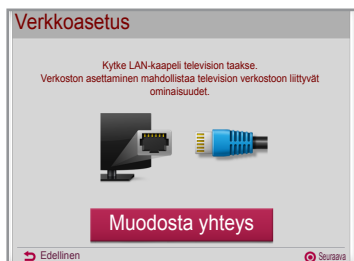 Verkkoasetus
Kytke LAN-kaapeli television taakse.
Verkoston asettaminen mahdollistaa television verkostoon liittyvät
ominaisuudet.
Muodosta yhteys
Edellinen
Seuraava